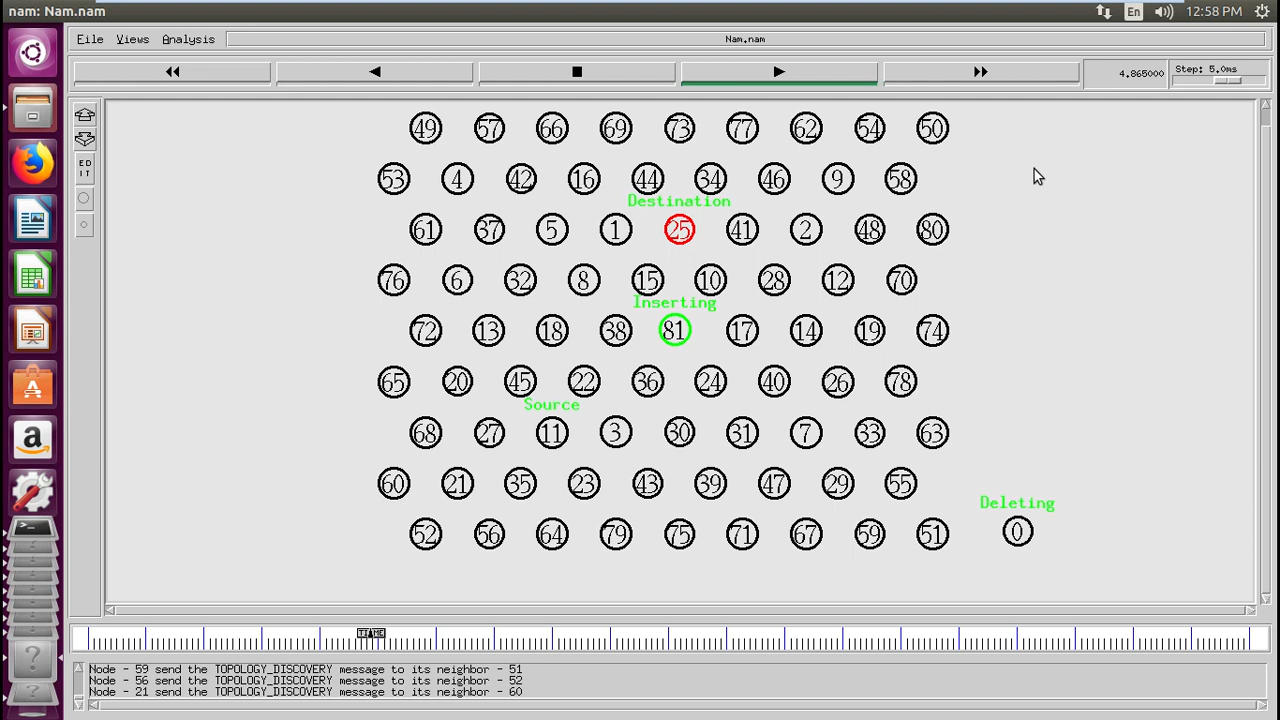 nam: Nam.nam En 12:58 PM
File Views Analysis Nam.nam
4.865000 Step: 5.0ms
ED
IT
49 57 66 69 73 77 62 54 50
53 4 42 16 44 34 46 9 58
Destination
61 37 5 1 25 41 2 48 80
76 6 32 8 15 10 28 12 70
Inserting
72 13 18 38 81 17 14 19 74
65 20 45 22 36 24 40 26 78
Source
68 27 11 3 30 31 7 33 63
60 21 35 23 43 39 47 29 55
Deleting
52 56 64 79 75 71 67 59 51 0
TIME
Node - 59 send the TOPOLOGY_DISCOVERY message to its neighbor - 51
Node - 56 send the TOPOLOGY_DISCOVERY message to its neighbor - 52
Node - 21 send the TOPOLOGY_DISCOVERY message to its neighbor - 60